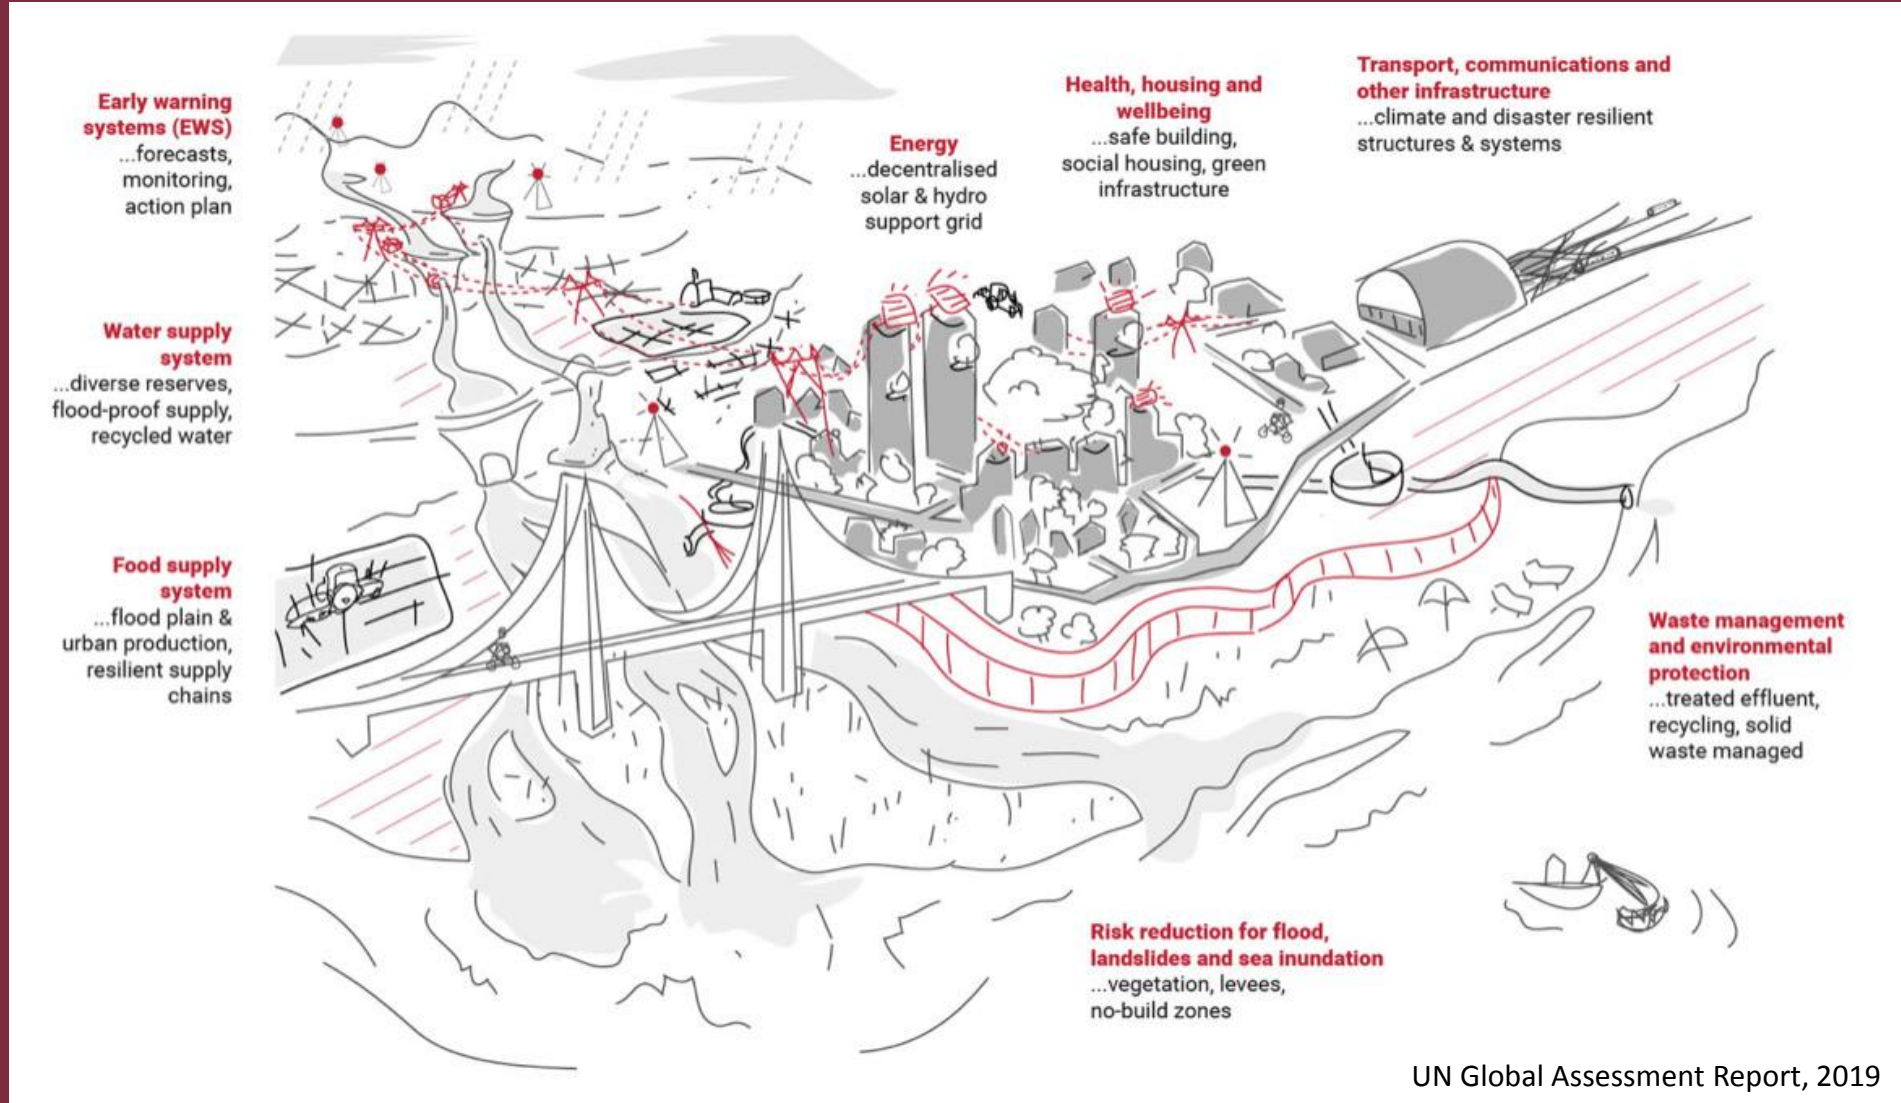 Early warning
systems (EWS)
...forecasts,
monitoring,
action plan
Water supply
system
...diverse reserves,
flood-proof supply,
recycled water
Food supply
system
...flood plain &
urban production,
resilient supply
chains
Energy
...decentralised
solar & hydro
support grid
Health, housing and
wellbeing
...safe building,
social housing, green
infrastructure
Transport, communications and
other infrastructure
...climate and disaster resilient
structures & systems
Waste management
and environmental
protection
...treated effluent,
recycling, solid
waste managed
Risk reduction for flood,
landslides and sea inundation
...vegetation, levees,
no-build zones
UN Global Assessment Report, 2019